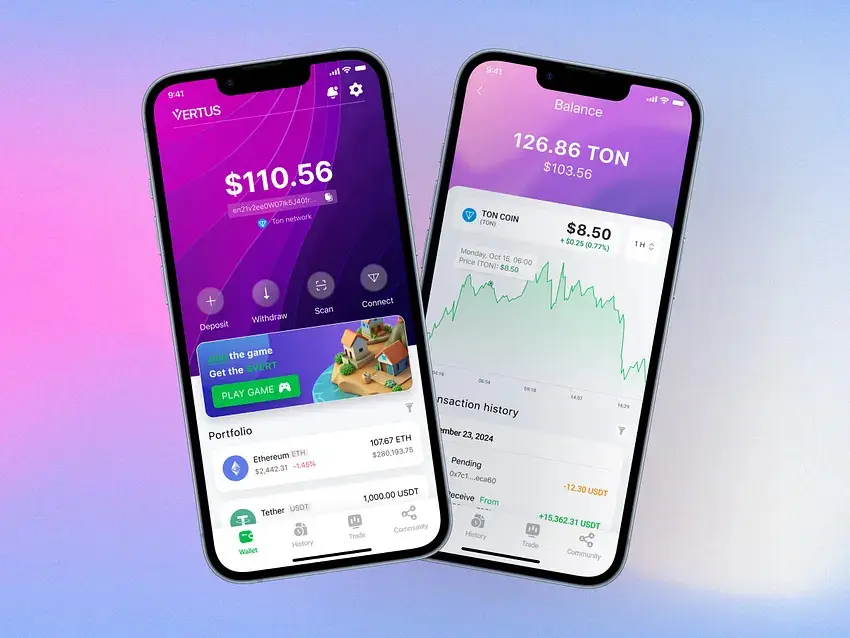 9:41
VERTUS
$110.56
en21v2ee0W07lk5J401r...
Ton network
Deposit
Withdraw
Scan
Connect
Join the game
Get the $VERT
PLAY GAME
Portfolio
Ethereum ETH
107.67 ETH
$2,442.31 -1.46%
$280,193.75
Tether USDT
1,000.00 USDT
Wallet
History
Trade
Community
9:41
Balance
126.86 TON
$103.56
TON COIN
(TON)
$8.50
+ $0.25 (0.77%)
1 H
Monday, Oct 16, 06:00
Price (TON): $8.50
04:16
06:54
09:18
14:57
16:29
nsaction history
ember 23, 2024
Pending
0x7c1....eca60
-12.30 USDT
eceive From
+15,362.31 USDT
History
Trade
Community